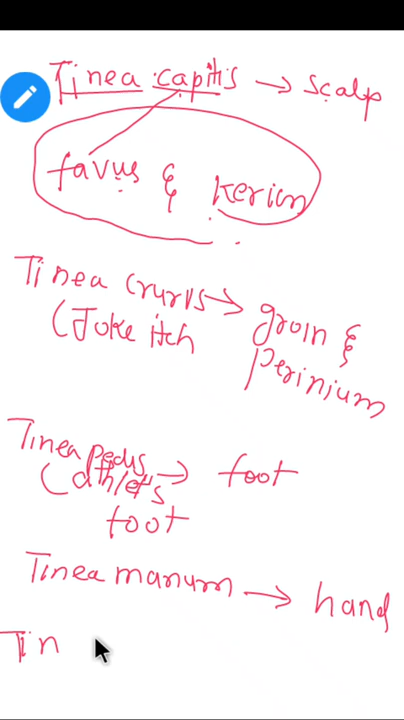 Tinea capitis → scalp
favus & Kerion
Tinea cruris → groin &
(Joke itch perinium
Tinea pedis → foot
(athlet's
foot
Tinea manum → hand
Tin